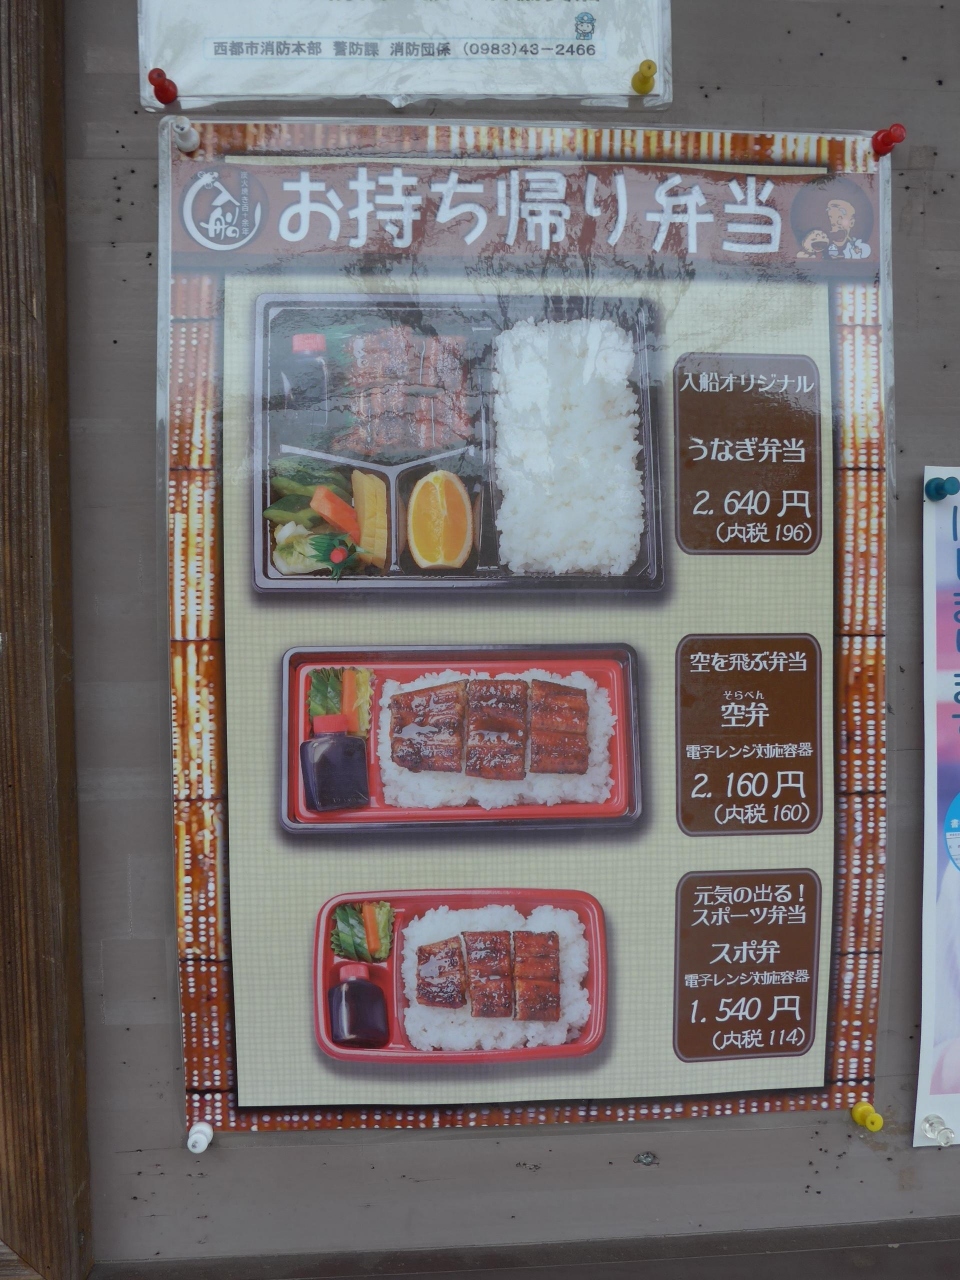 西都市消防本部 警防課 消防団係 (0983)43-2466
入船
お持ち帰り弁当
入船オリジナル
うなぎ弁当
2.640円
(内税196)
空を飛ぶ弁当
そらべん
空弁
電子レンジ対応容器
2.160円
(内税160)
元気の出る!
スポーツ弁当
スポ弁
電子レンジ対応容器
1.540円
(内税114)